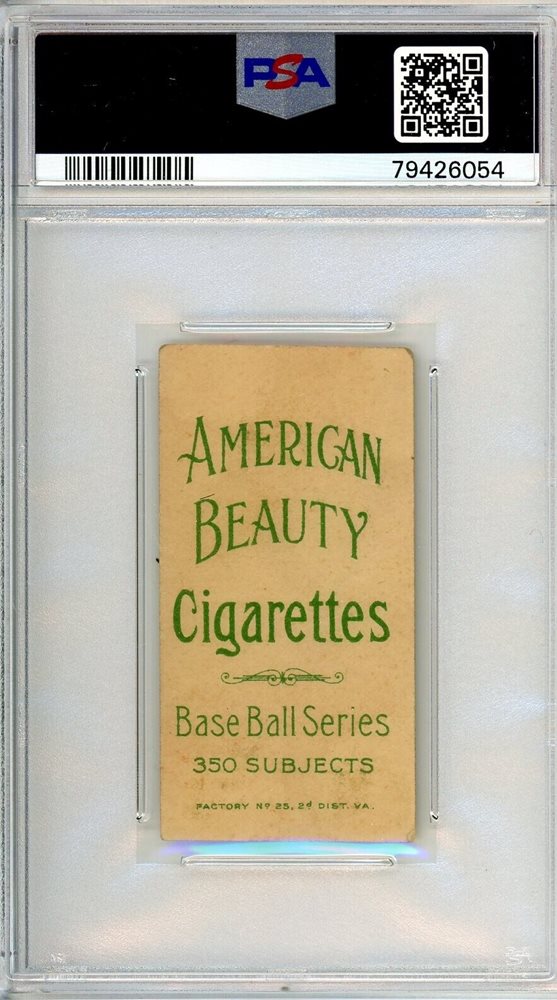 PSA
79426054
AMERICAN
BEAUTY
Cigarettes
Base Ball Series
350 SUBJECTS
FACTORY Nº 25, 2d DIST. VA.